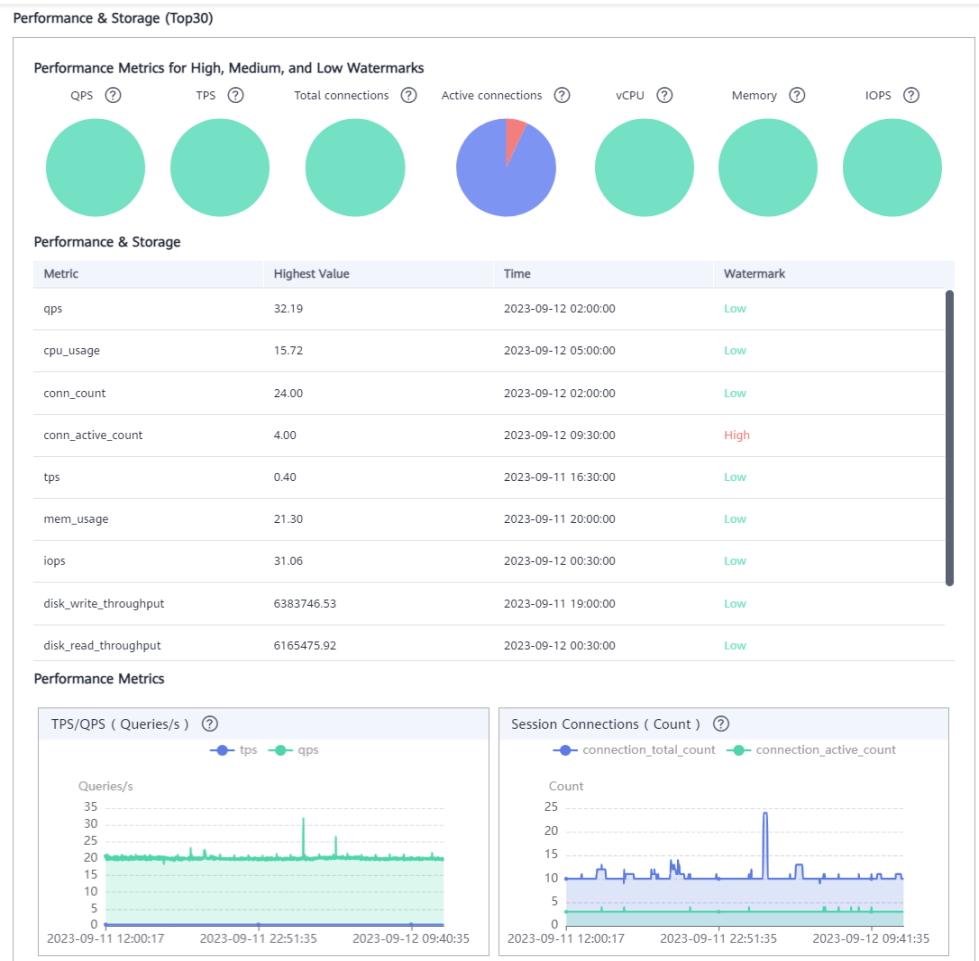 Performance & Storage (Top30)
Performance Metrics for High, Medium, and Low Watermarks
QPS ? TPS ? Total connections ? Active connections ? vCPU ? Memory ? IOPS ?
Performance & Storage
Metric Highest Value Time Watermark
qps 32.19 2023-09-12 02:00:00 Low
cpu_usage 15.72 2023-09-12 05:00:00 Low
conn_count 24.00 2023-09-12 02:00:00 Low
conn_active_count 4.00 2023-09-12 09:30:00 High
tps 0.40 2023-09-11 16:30:00 Low
mem_usage 21.30 2023-09-11 20:00:00 Low
iops 31.06 2023-09-12 00:30:00 Low
disk_write_throughput 6383746.53 2023-09-11 19:00:00 Low
disk_read_throughput 6165475.92 2023-09-12 00:30:00 Low
Performance Metrics
TPS/QPS ( Queries/s ) ?
tps qps
Queries/s
35
30
25
20
15
10
5
0
2023-09-11 12:00:17 2023-09-11 22:51:35 2023-09-12 09:40:35
Session Connections ( Count ) ?
connection_total_count connection_active_count
Count
25
20
15
10
5
0
2023-09-11 12:00:17 2023-09-11 22:51:35 2023-09-12 09:41:35